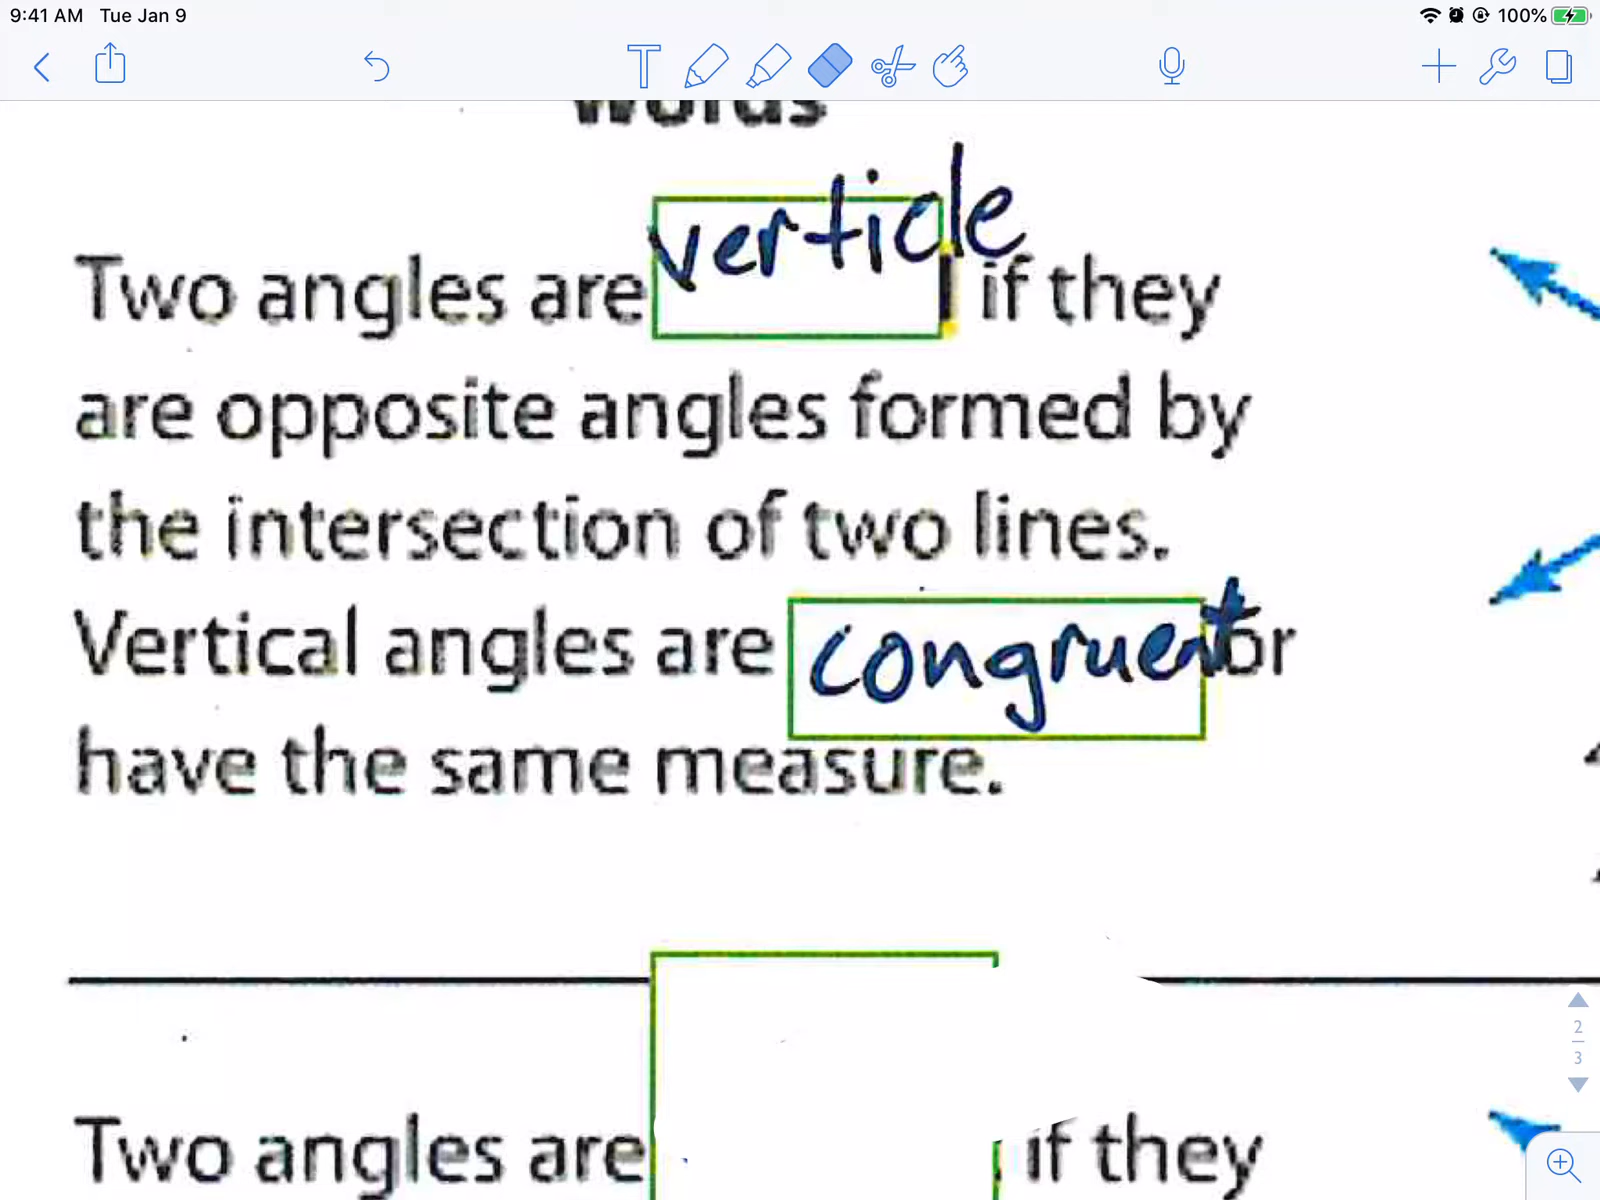 9:41 AM Tue Jan 9 100%
T
Words
Two angles are verticle if they
are opposite angles formed by
the intersection of two lines.
Vertical angles are congruent or
have the same measure.
2
3
Two angles are if they